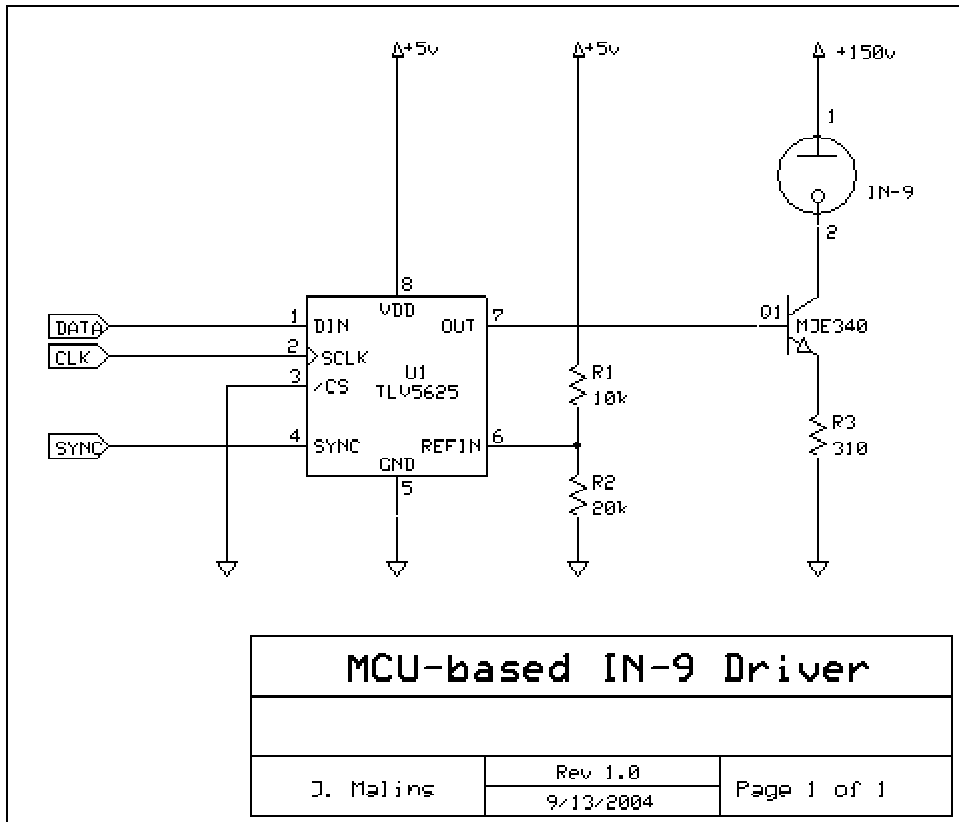 +5v
+5v
+150v
1
IN-9
2
8
VDD
DATA
1
DIN
OUT
7
Q1
MJE340
CLK
2
SCLK
3
/CS
U1
TLV5625
R1
10k
R3
310
SYNC
4
SYNC
REFIN
6
GND
5
R2
20k
MCU-based IN-9 Driver
J. Malins
Rev 1.0
9/13/2004
Page 1 of 1